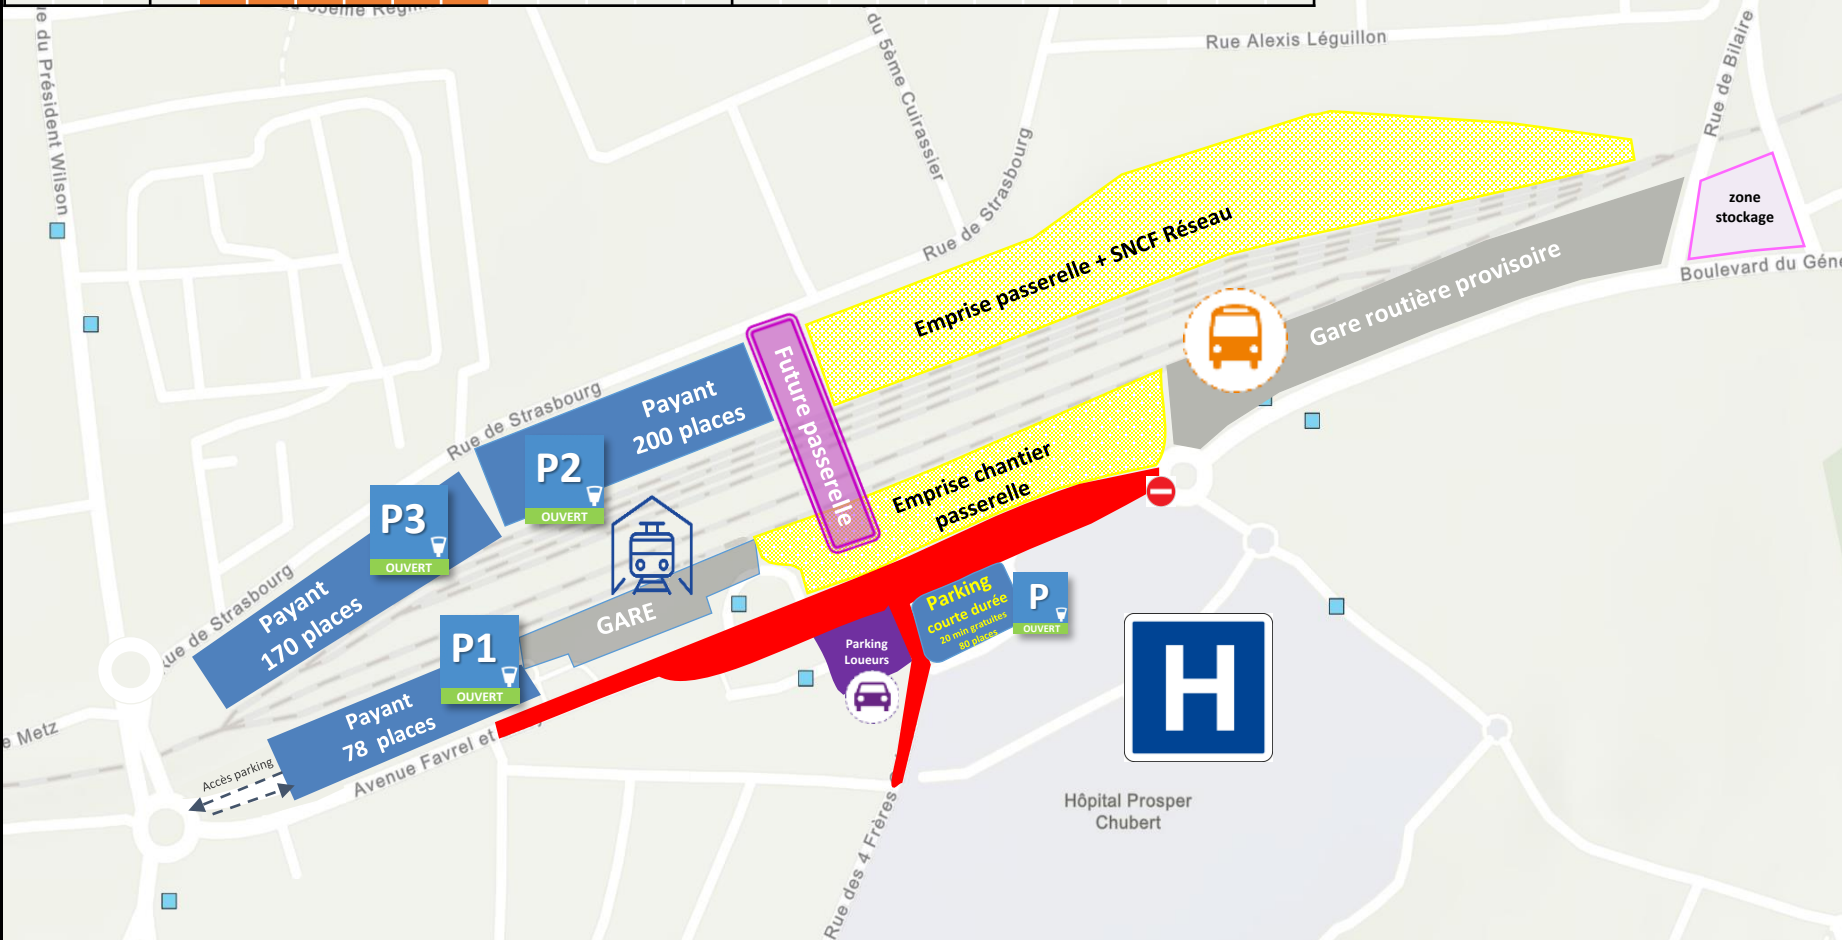 Rue Alexis Léguillon
Rue de Bilaire
du 5ème Cuirassier
du Président Wilson
Rue de Strasbourg
zone
stockage
Boulevard du Géné
Emprise passerelle + SNCF Réseau
Gare routière provisoire
Future passerelle
Payant
200 places
P2
OUVERT
Rue de Strasbourg
P3
OUVERT
Payant
170 places
Rue de Strasbourg
Emprise chantier
passerelle
GARE
P1
OUVERT
Payant
78 places
Accès parking
Avenue Favrel et
Parking
courte durée
20 min gratuites
80 places
P
OUVERT
Parking
Loueurs
H
Hôpital Prosper
Chubert
Rue des 4 Frères
e Metz